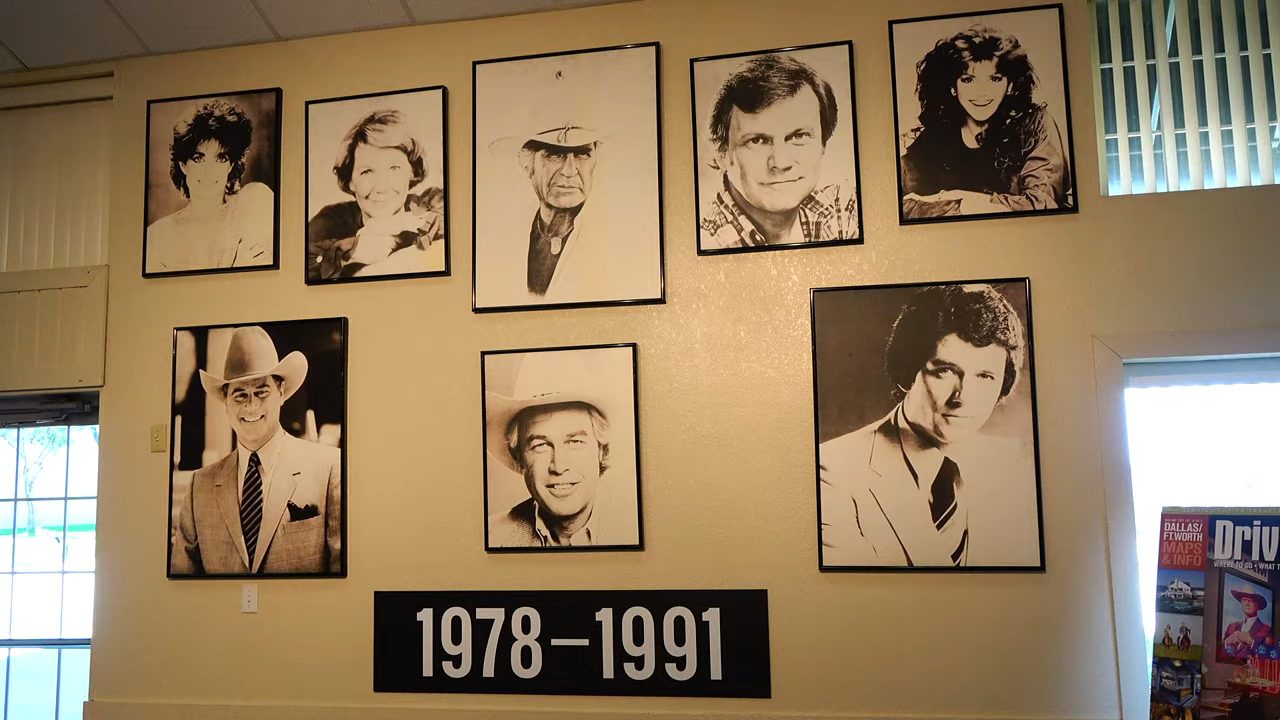 1978–1991
DALLAS/
FT.WORTH
MAPS
& INFO
Driv
WHERE TO GO • WHAT T